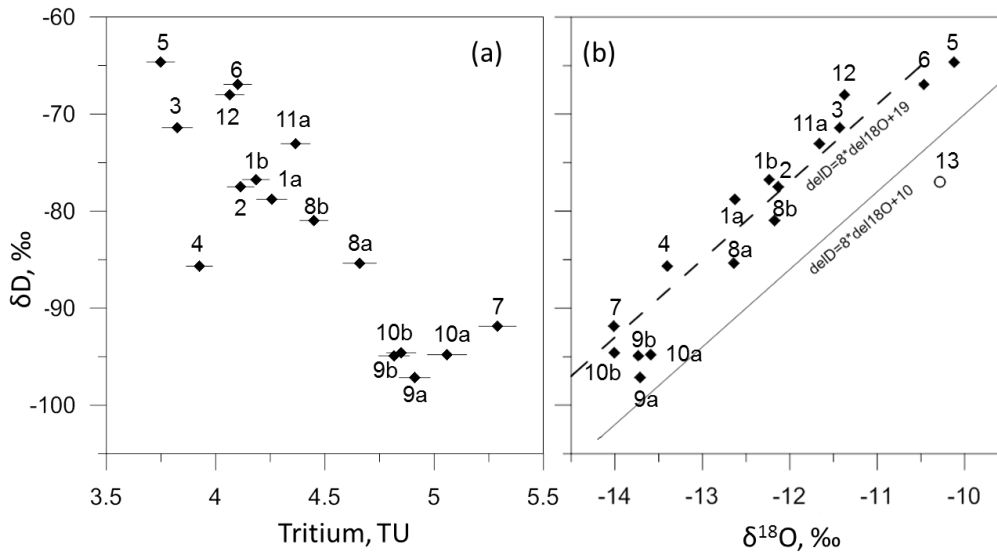 -60
-70
-80
-90
-100
δD, ‰
(a)
5
6
3
12
11a
1b
1a
2
8b
4
8a
7
10b
10a
9b
9a
3.5
4
4.5
5
5.5
Tritium, TU
(b)
5
6
12
3
11a
delD=8*del18O+19
13
1b
2
1a
8b
delD=8*del18O+10
4
8a
7
9b
10a
10b
9a
-14
-13
-12
-11
-10
δ¹⁸O, ‰